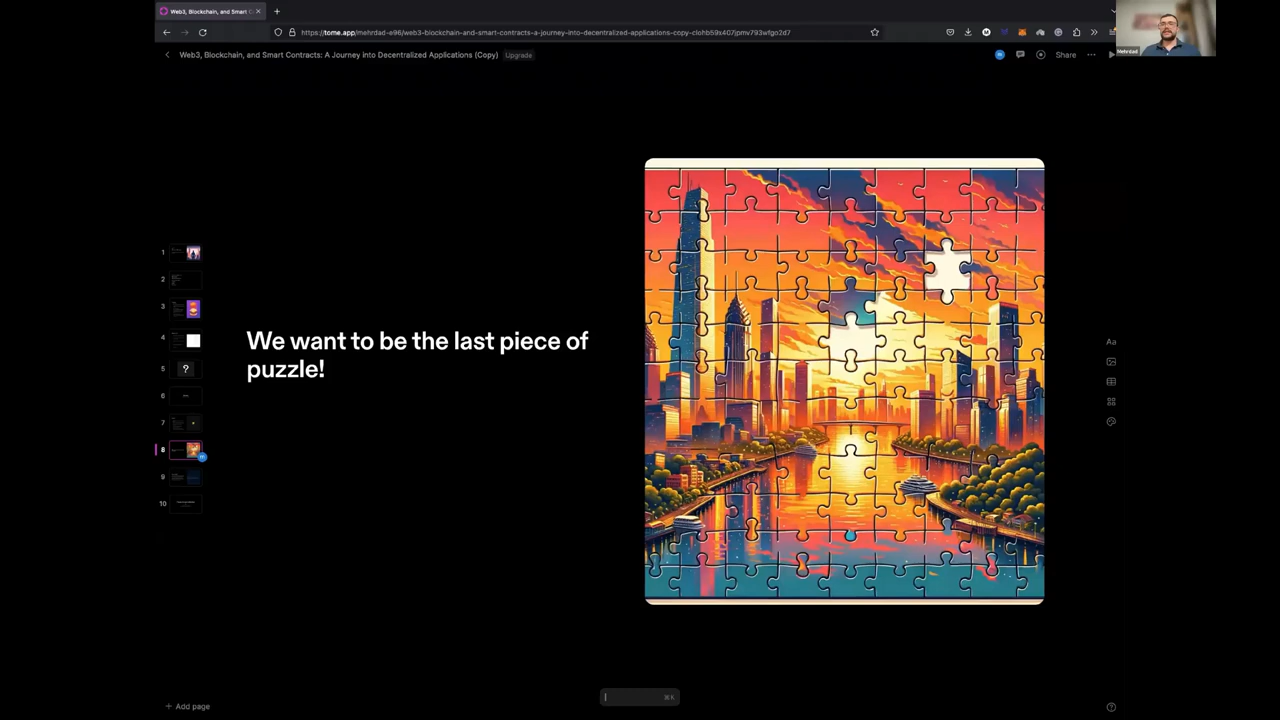 Web3, Blockchain, and Smart C
https://tome.app/mehrdad-e96/web3-blockchain-and-smart-contracts-a-journey-into-decentralized-applications-copy-clohb59s407jpmv793wfgo2d7
Web3, Blockchain, and Smart Contracts: A Journey into Decentralized Applications (Copy)
Upgrade
m
Share
Mehrdad
1
2
3
4
5
?
6
7
8
m
9
10
We want to be the last piece of
puzzle!
Aa
+ Add page
⌘K
?